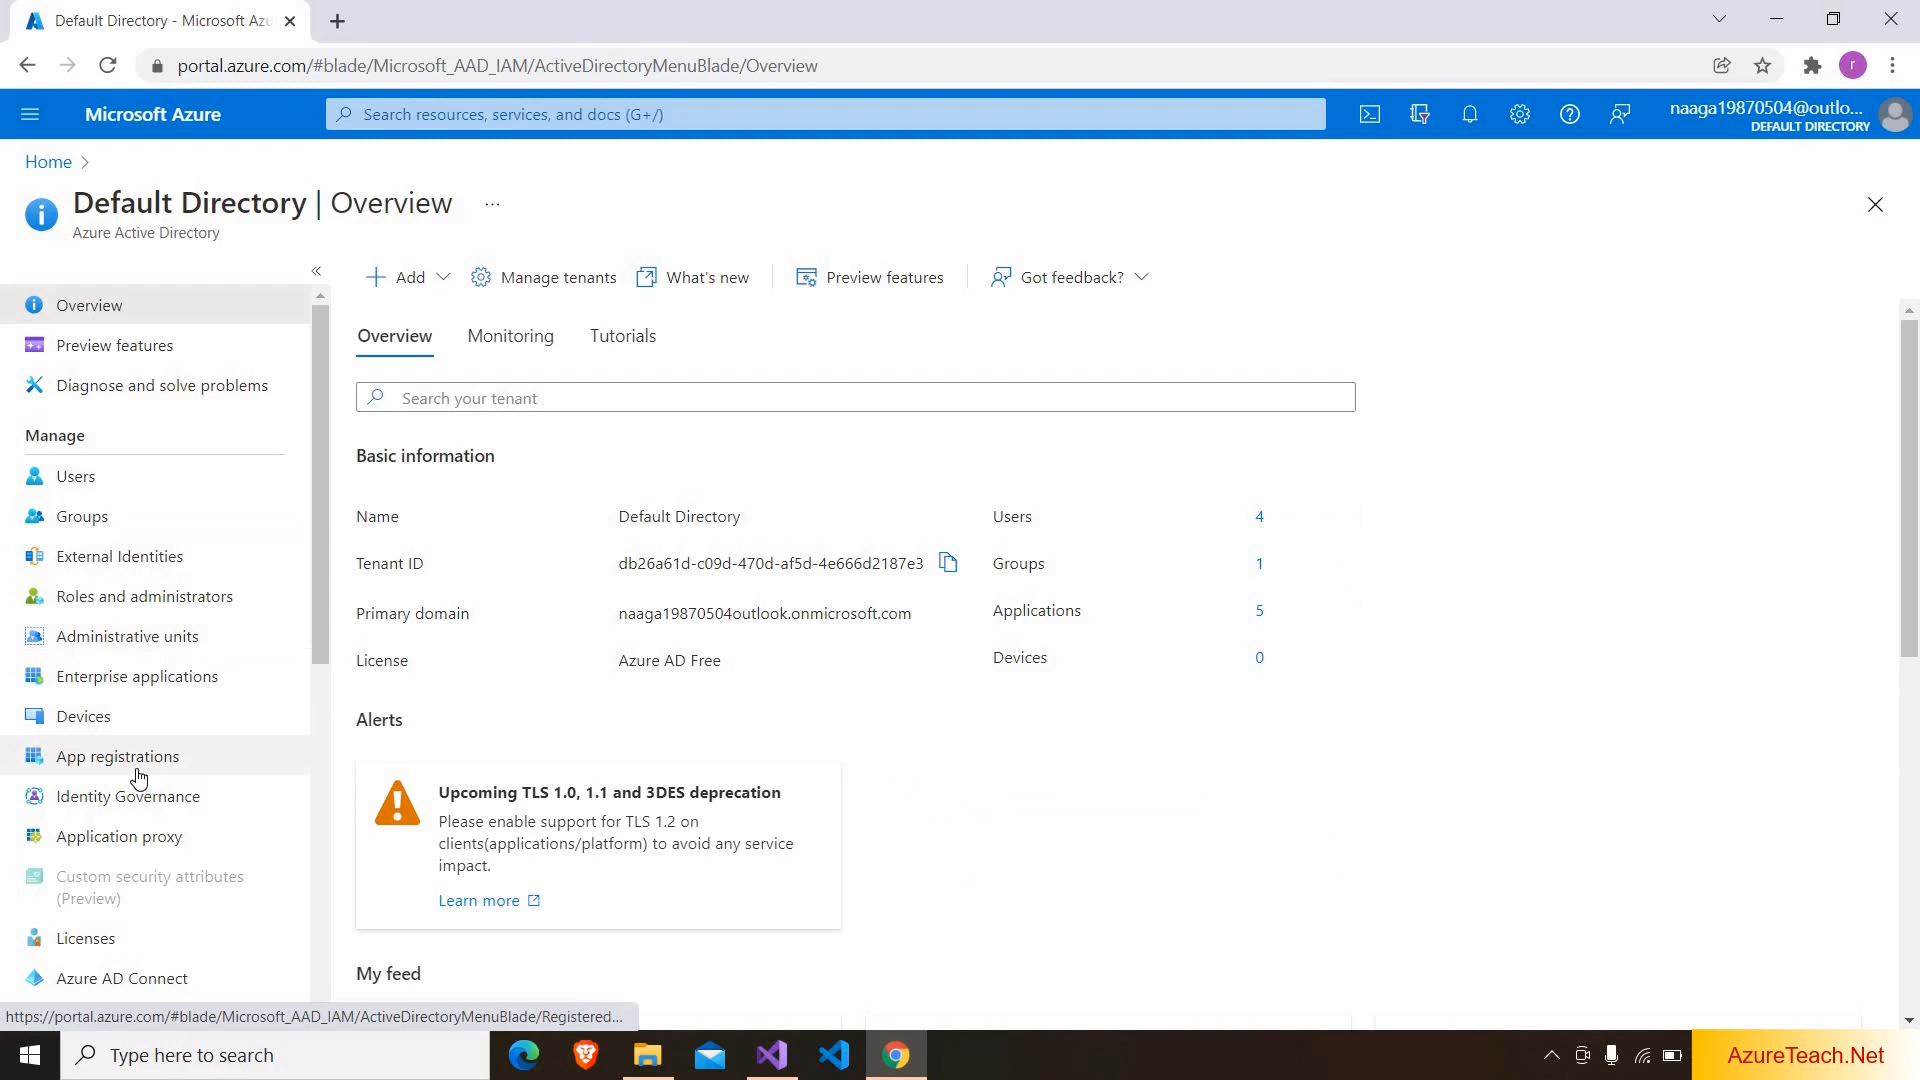 Default Directory - Microsoft Azu
portal.azure.com/#blade/Microsoft_AAD_IAM/ActiveDirectoryMenuBlade/Overview
r
Microsoft Azure
Search resources, services, and docs (G+/)
naaga19870504@outlo...
DEFAULT DIRECTORY
Home
Default Directory | Overview
...
Azure Active Directory
Add
Manage tenants
What's new
Preview features
Got feedback?
Overview
Preview features
Diagnose and solve problems
Manage
Users
Groups
External Identities
Roles and administrators
Administrative units
Enterprise applications
Devices
App registrations
Identity Governance
Application proxy
Custom security attributes
(Preview)
Licenses
Azure AD Connect
Overview
Monitoring
Tutorials
Search your tenant
Basic information
Name
Default Directory
Users
4
Tenant ID
db26a61d-c09d-470d-af5d-4e666d2187e3
Groups
1
Primary domain
naaga19870504outlook.onmicrosoft.com
Applications
5
License
Azure AD Free
Devices
0
Alerts
Upcoming TLS 1.0, 1.1 and 3DES deprecation
Please enable support for TLS 1.2 on
clients(applications/platform) to avoid any service
impact.
Learn more
My feed
https://portal.azure.com/#blade/Microsoft_AAD_IAM/ActiveDirectoryMenuBlade/Registered...
Type here to search
AzureTeach.Net